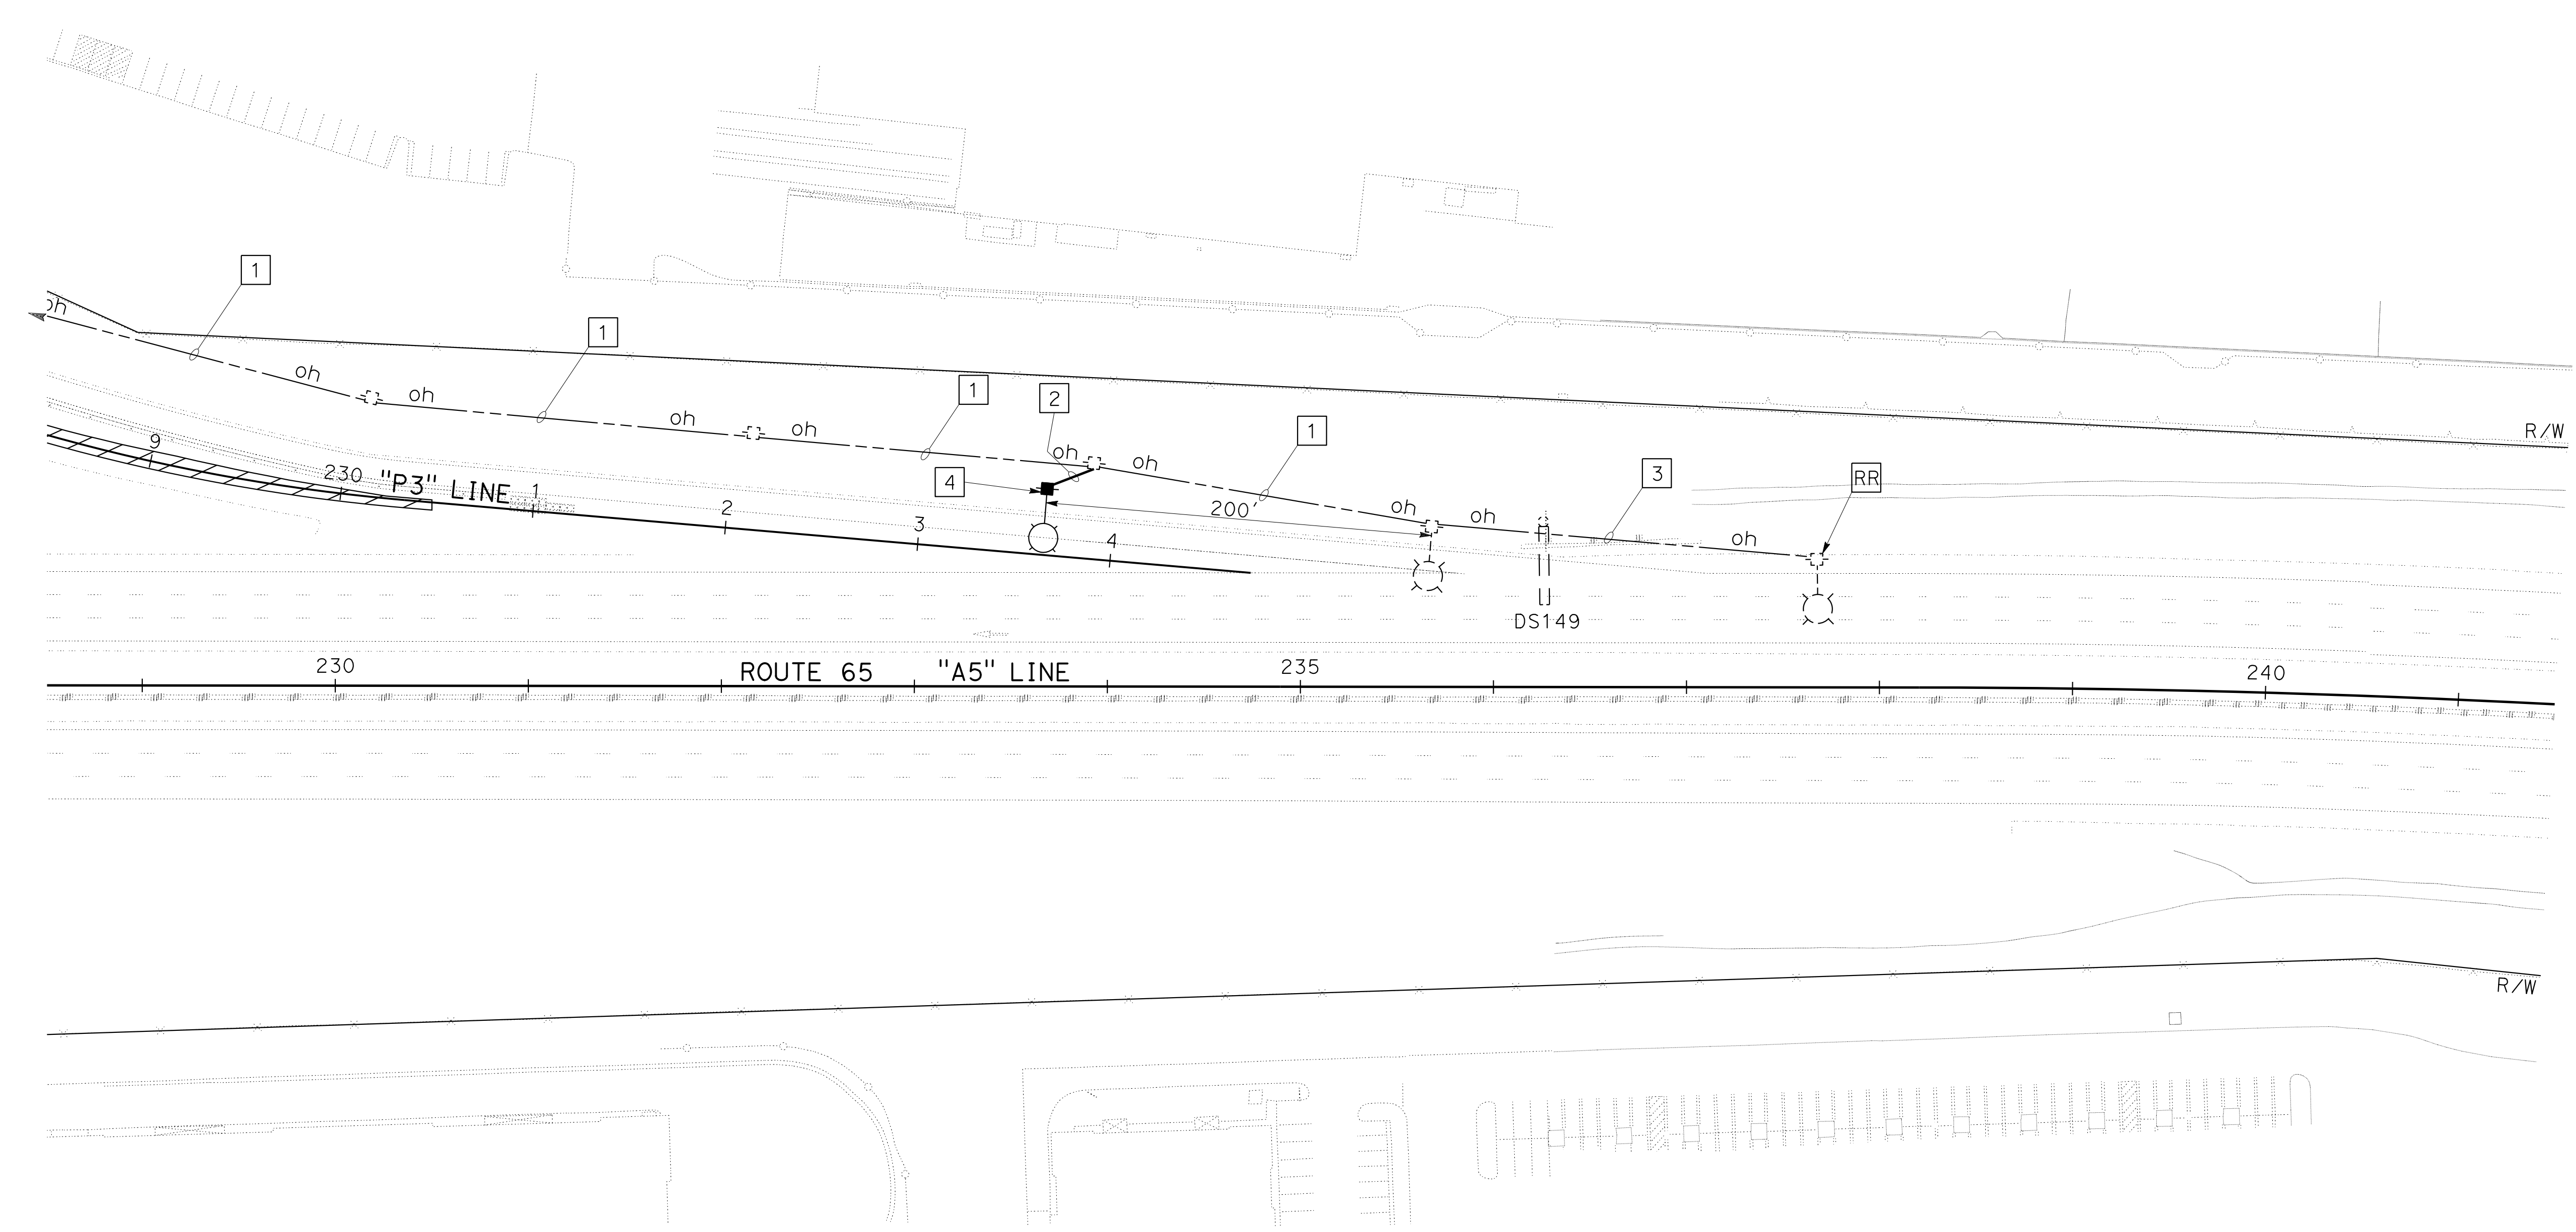 1
oh
1
oh
oh
oh
oh
1
2
oh
oh
1
R/W
9
230 "P3" LINE 1
2
3
4
4
200'
oh
oh
3
oh
RR
DS149
230
ROUTE 65 "A5" LINE
235
240
R/W